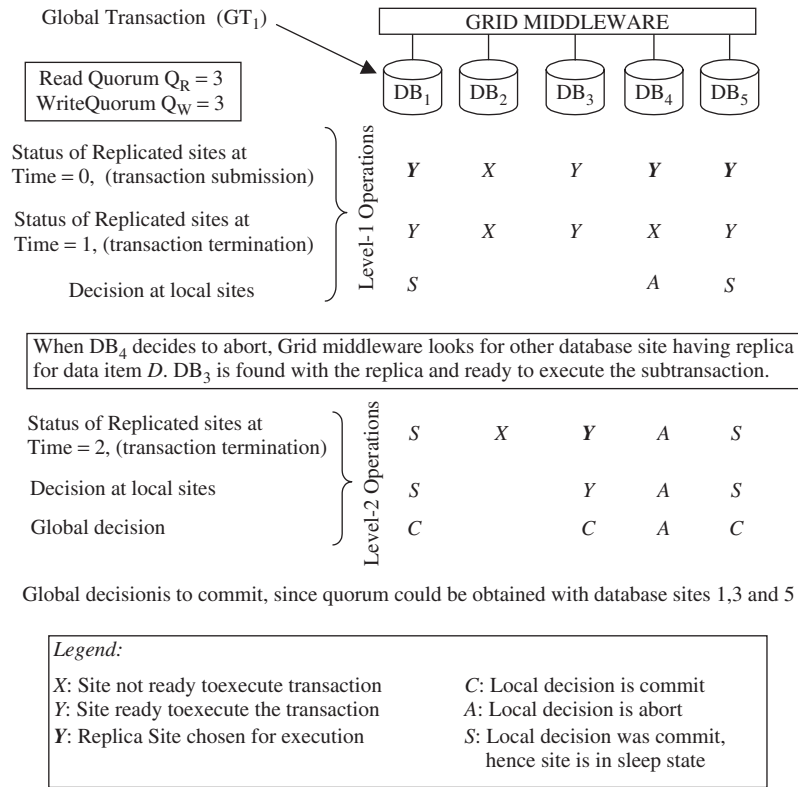 Global Transaction (GT1)
GRID MIDDLEWARE
Read Quorum QR = 3
WriteQuorum QW = 3
DB1 DB2 DB3 DB4 DB5
Level-1 Operations
Status of Replicated sites at
Time = 0, (transaction submission)
Y X Y Y Y
Status of Replicated sites at
Time = 1, (transaction termination)
Y X Y X Y
Decision at local sites
S A S
When DB4 decides to abort, Grid middleware looks for other database site having replica
for data item D. DB3 is found with the replica and ready to execute the subtransaction.
Level-2 Operations
Status of Replicated sites at
Time = 2, (transaction termination)
S X Y A S
Decision at local sites
S Y A S
Global decision
C C A C
Global decisionis to commit, since quorum could be obtained with database sites 1,3 and 5
Legend:
X: Site not ready toexecute transaction
Y: Site ready toexecute the transaction
Y: Replica Site chosen for execution
C: Local decision is commit
A: Local decision is abort
S: Local decision was commit,
hence site is in sleep state